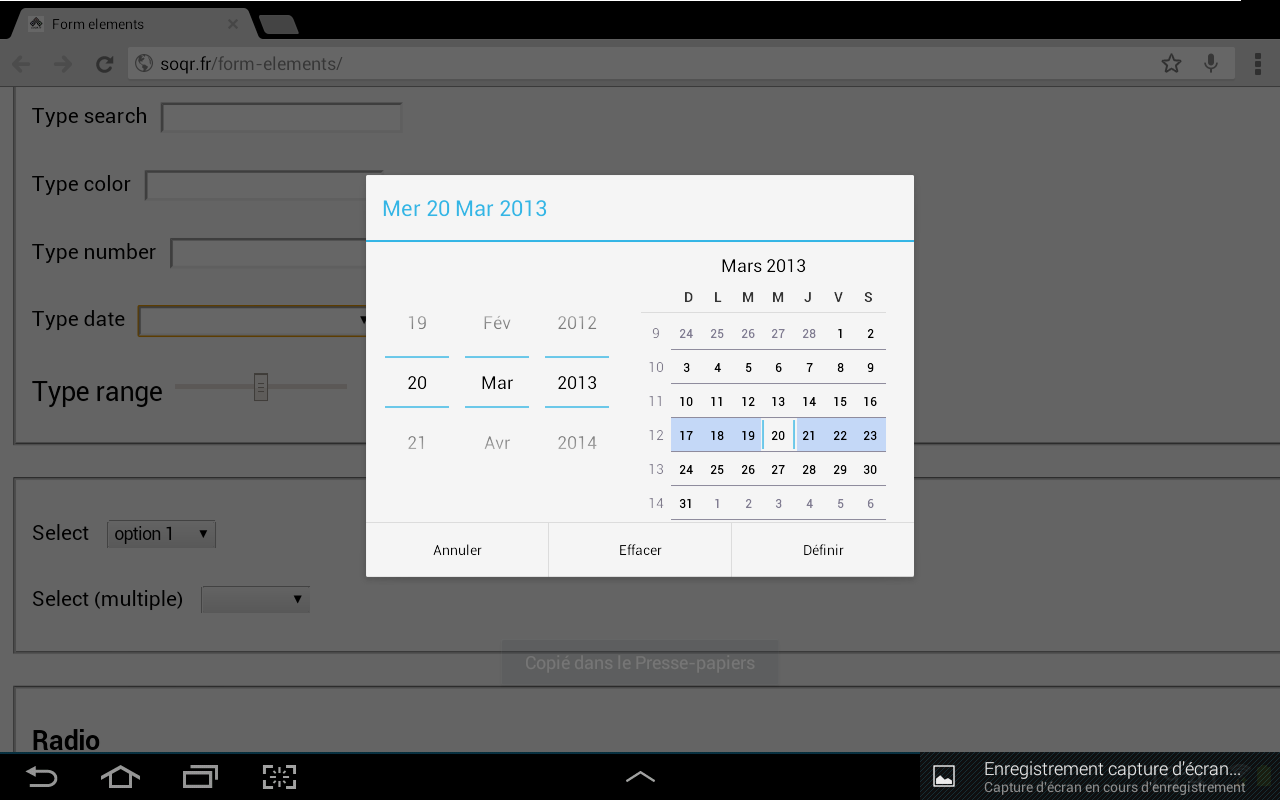 Form elements
soqr.fr/form-elements/
Type search
Type color
Type number
Type date
Type range
Mer 20 Mar 2013
19 Fév 2012
20 Mar 2013
21 Avr 2014
Mars 2013
D L M M J V S
9 24 25 26 27 28 1 2
10 3 4 5 6 7 8 9
11 10 11 12 13 14 15 16
12 17 18 19 20 21 22 23
13 24 25 26 27 28 29 30
14 31 1 2 3 4 5 6
Annuler Effacer Définir
Select option 1
Select (multiple)
Copié dans le Presse-papiers
Radio
Enregistrement capture d'écran...
Capture d'écran en cours d'enregistrement